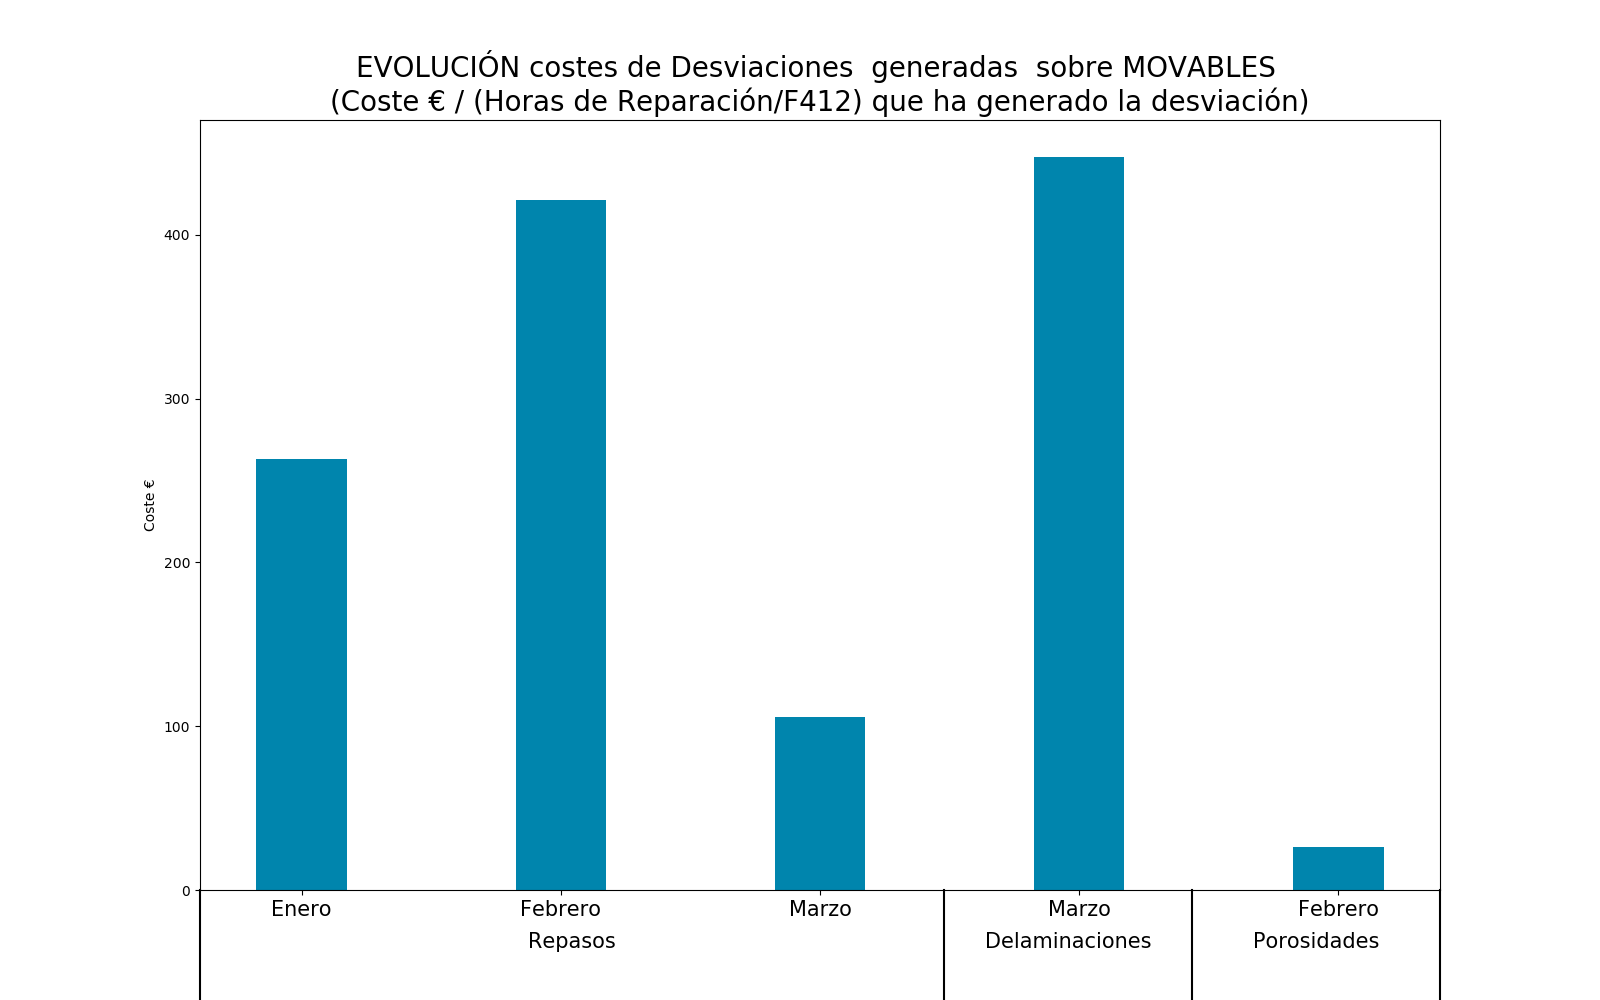 EVOLUCIÓN costes de Desviaciones  generadas  sobre MOVABLES
(Coste € / (Horas de Reparación/F412) que ha generado la desviación)
400
300
200
100
0
Coste €
Enero
Febrero
Marzo
Marzo
Febrero
Repasos
Delaminaciones
Porosidades